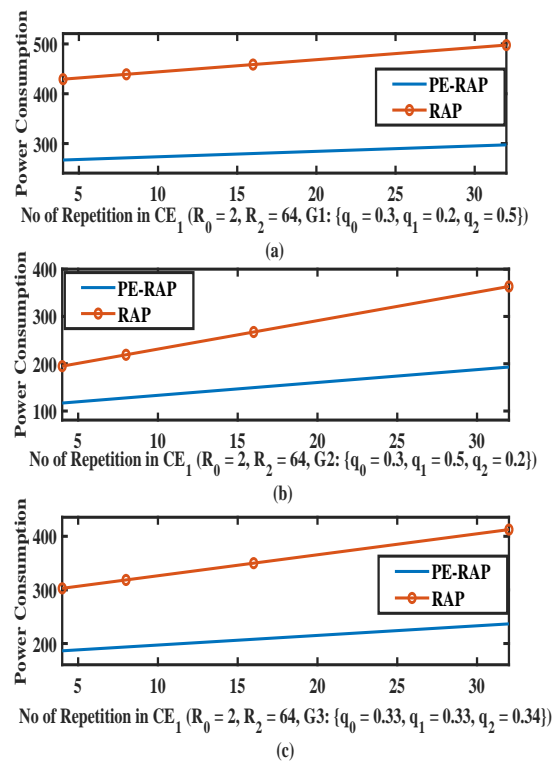 Power Consumption
500
400
300
5
10
15
20
25
30
PE-RAP
RAP
No of Repetition in CE1 (R0 = 2, R2 = 64, G1: {q0 = 0.3, q1 = 0.2, q2 = 0.5})
(a)
Power Consumption
400
300
200
100
5
10
15
20
25
30
PE-RAP
RAP
No of Repetition in CE1 (R0 = 2, R2 = 64, G2: {q0 = 0.3, q1 = 0.5, q2 = 0.2})
(b)
Power Consumption
400
300
200
5
10
15
20
25
30
PE-RAP
RAP
No of Repetition in CE1 (R0 = 2, R2 = 64, G3: {q0 = 0.33, q1 = 0.33, q2 = 0.34})
(c)